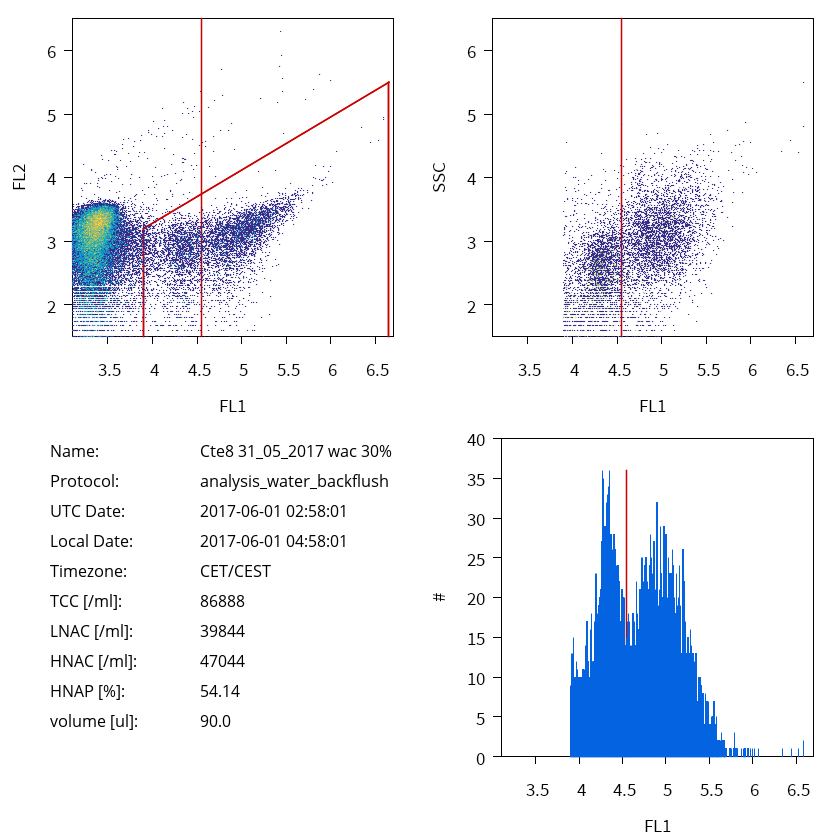 6
5
4
3
2
FL2
3.5 4 4.5 5 5.5 6 6.5
FL1
6
5
4
3
2
SSC
3.5 4 4.5 5 5.5 6 6.5
FL1
Name: Cte8 31_05_2017 wac 30%
Protocol: analysis_water_backflush
UTC Date: 2017-06-01 02:58:01
Local Date: 2017-06-01 04:58:01
Timezone: CET/CEST
TCC [/ml]: 86888
LNAC [/ml]: 39844
HNAC [/ml]: 47044
HNAP [%]: 54.14
volume [ul]: 90.0
40
35
30
25
20
15
10
5
0
#
3.5 4 4.5 5 5.5 6 6.5
FL1